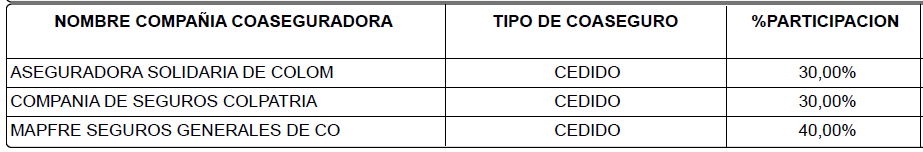 NOMBRE COMPAÑIA COASEGURADORA TIPO DE COASEGURO %PARTICIPACION
ASEGURADORA SOLIDARIA DE COLOM CEDIDO 30,00%
COMPANIA DE SEGUROS COLPATRIA CEDIDO 30,00%
MAPFRE SEGUROS GENERALES DE CO CEDIDO 40,00%